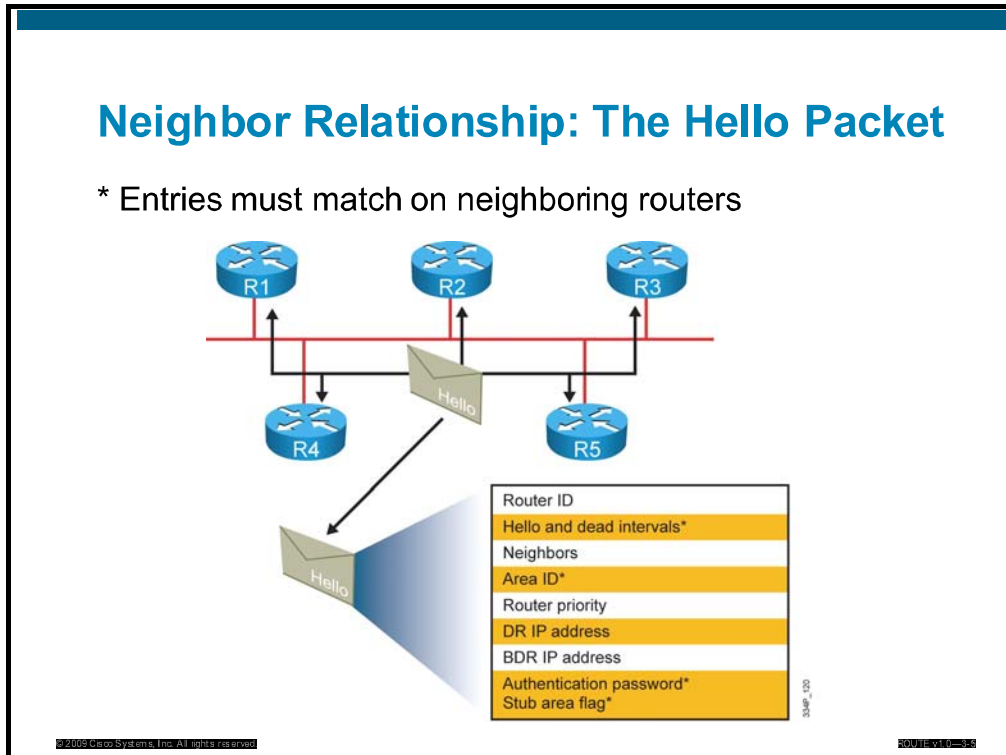 Neighbor Relationship: The Hello Packet
* Entries must match on neighboring routers
R1
R2
R3
Hello
R4
R5
Hello
Router ID
Hello and dead intervals*
Neighbors
Area ID*
Router priority
DR IP address
BDR IP address
Authentication password*
Stub area flag*
334P_120
© 2009 Cisco Systems, Inc. All rights reserved.
ROUTE v1.0—3-5